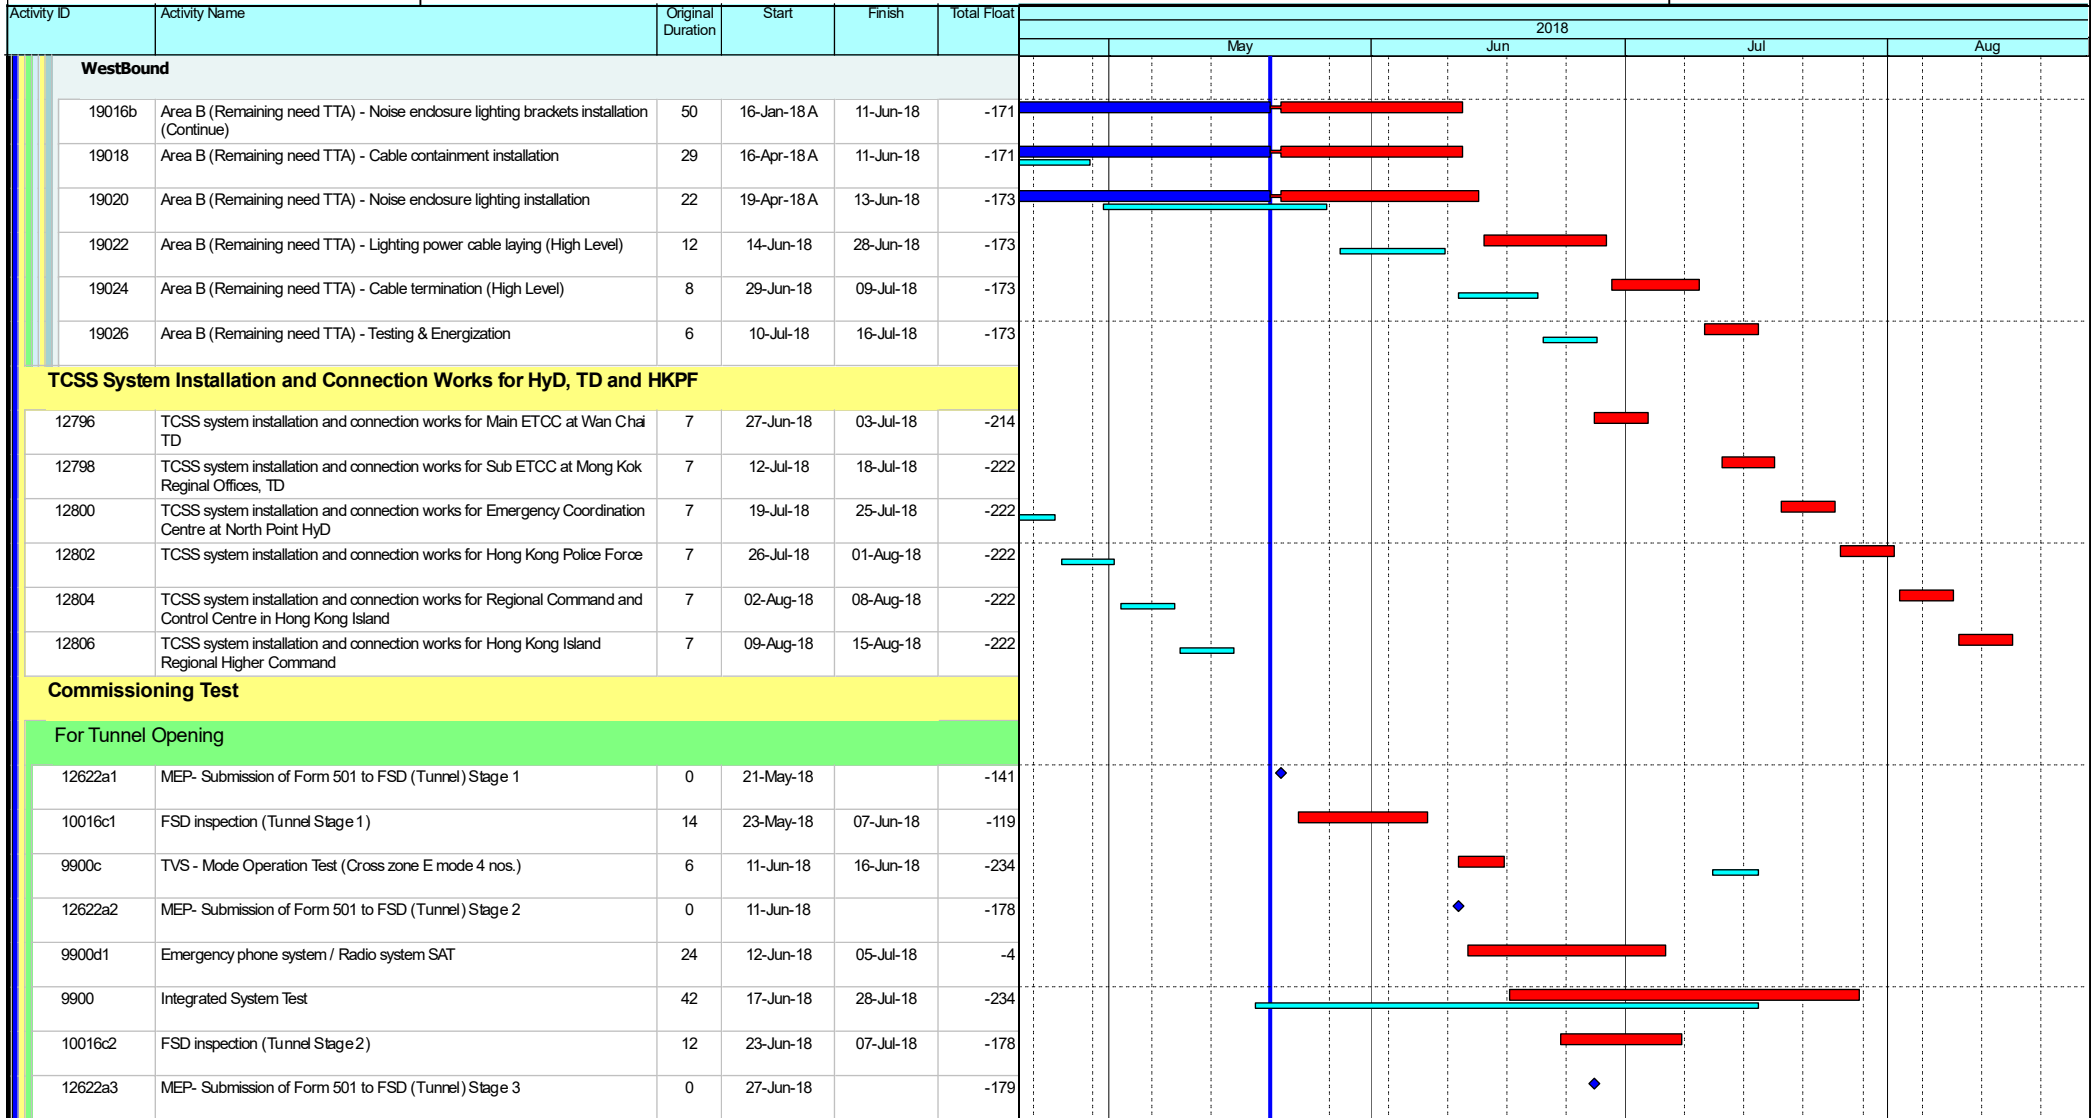 Activity ID Activity Name Original Start Finish Total Float
Duration
2018
May Jun Jul Aug
WestBound
19016b Area B (Remaining need TTA) - Noise enclosure lighting brackets installation 50 16-Jan-18 A 11-Jun-18 -171
(Continue)
19018 Area B (Remaining need TTA) - Cable containment installation 29 16-Apr-18 A 11-Jun-18 -171
19020 Area B (Remaining need TTA) - Noise enclosure lighting installation 22 19-Apr-18 A 13-Jun-18 -173
19022 Area B (Remaining need TTA) - Lighting power cable laying (High Level) 12 14-Jun-18 28-Jun-18 -173
19024 Area B (Remaining need TTA) - Cable termination (High Level) 8 29-Jun-18 09-Jul-18 -173
19026 Area B (Remaining need TTA) - Testing & Energization 6 10-Jul-18 16-Jul-18 -173
TCSS System Installation and Connection Works for HyD, TD and HKPF
12796 TCSS system installation and connection works for Main ETCC at Wan Chai 7 27-Jun-18 03-Jul-18 -214
TD
12798 TCSS system installation and connection works for Sub ETCC at Mong Kok 7 12-Jul-18 18-Jul-18 -222
Reginal Offices, TD
12800 TCSS system installation and connection works for Emergency Coordination 7 19-Jul-18 25-Jul-18 -222
Centre at North Point HyD
12802 TCSS system installation and connection works for Hong Kong Police Force 7 26-Jul-18 01-Aug-18 -222
12804 TCSS system installation and connection works for Regional Command and 7 02-Aug-18 08-Aug-18 -222
Control Centre in Hong Kong Island
12806 TCSS system installation and connection works for Hong Kong Island 7 09-Aug-18 15-Aug-18 -222
Regional Higher Command
Commissioning Test
For Tunnel Opening
12622a1 MEP- Submission of Form 501 to FSD (Tunnel) Stage 1 0 21-May-18 -141
10016c1 FSD inspection (Tunnel Stage 1) 14 23-May-18 07-Jun-18 -119
9900c TVS - Mode Operation Test (Cross zone E mode 4 nos.) 6 11-Jun-18 16-Jun-18 -234
12622a2 MEP- Submission of Form 501 to FSD (Tunnel) Stage 2 0 11-Jun-18 -178
9900d1 Emergency phone system / Radio system SAT 24 12-Jun-18 05-Jul-18 -4
9900 Integrated System Test 42 17-Jun-18 28-Jul-18 -234
10016c2 FSD inspection (Tunnel Stage 2) 12 23-Jun-18 07-Jul-18 -178
12622a3 MEP- Submission of Form 501 to FSD (Tunnel) Stage 3 0 27-Jun-18 -179